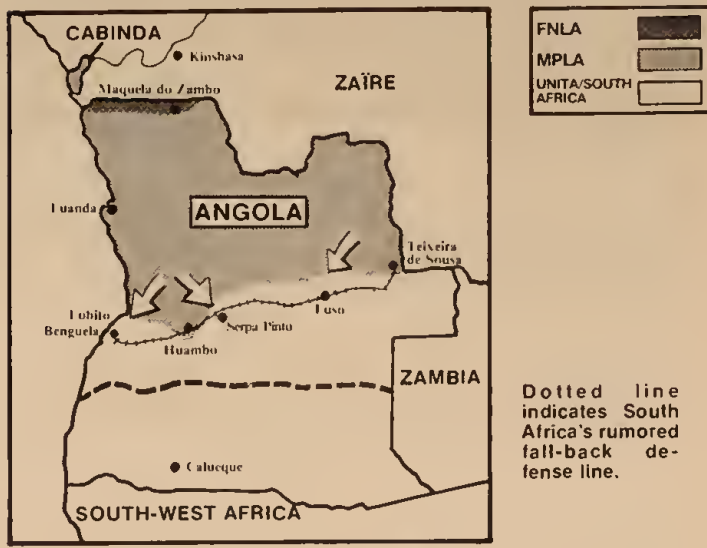 CABINDA
Kinshasa
ZAÏRE
Maquela do Zambo
Luanda
ANGOLA
Teixeira
de Sousa
Lobito
Benguela
Luso
Serpa Pinto
Huambo
ZAMBIA
Calueque
SOUTH-WEST AFRICA
FNLA
MPLA
UNITA/SOUTH
AFRICA
Dotted line
indicates South
Africa's rumored
fall-back de-
fense line.